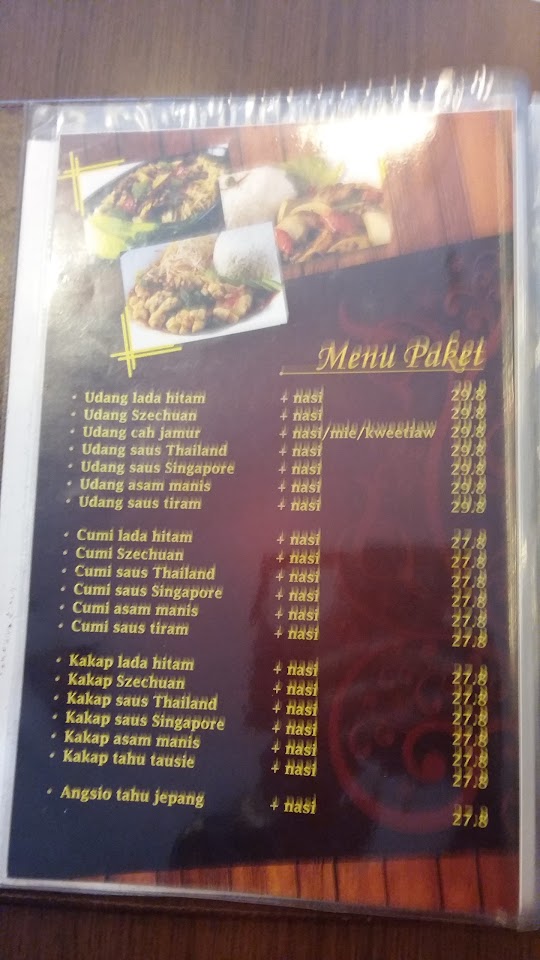 Menu Paket
• Udang lada hitam + nasi 29.8
• Udang Szechuan + nasi 29.8
• Udang cah jamur + nasi/mie/kweetiaw 29.8
• Udang saus Thailand + nasi 29.8
• Udang saus Singapore + nasi 29.8
• Udang asam manis + nasi 29.8
• Udang saus tiram + nasi 29.8
• Cumi lada hitam + nasi 27.8
• Cumi Szechuan + nasi 27.8
• Cumi saus Thailand + nasi 27.8
• Cumi saus Singapore + nasi 27.8
• Cumi asam manis + nasi 27.8
• Cumi saus tiram + nasi 27.8
• Kakap lada hitam + nasi 27.8
• Kakap Szechuan + nasi 27.8
• Kakap saus Thailand + nasi 27.8
• Kakap saus Singapore + nasi 27.8
• Kakap asam manis + nasi 27.8
• Kakap tahu tausie + nasi 27.8
• Angsio tahu jepang + nasi 27.8